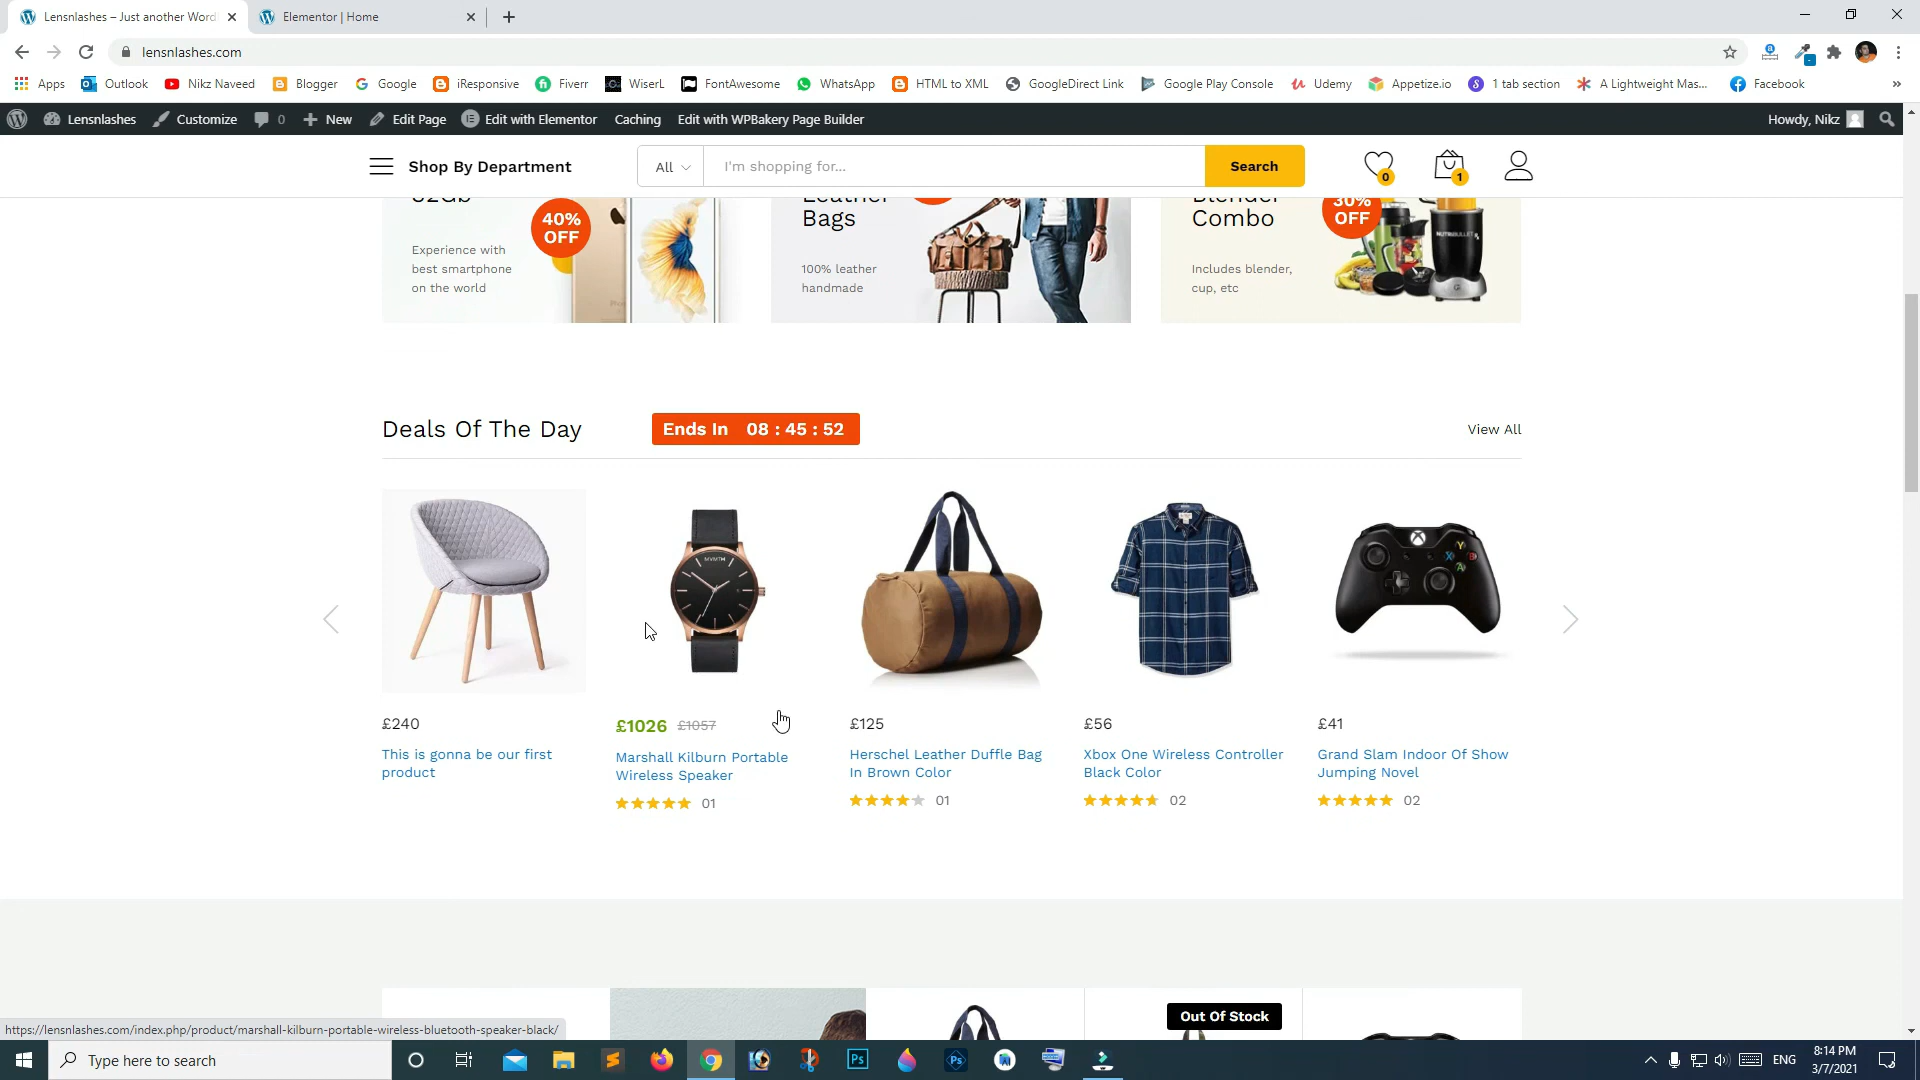 Lensnlashes – Just another Word
Elementor | Home
lensnlashes.com
Apps
Outlook
Nikz Naveed
Blogger
Google
iResponsive
Fiverr
WiserL
FontAwesome
WhatsApp
HTML to XML
GoogleDirect Link
Google Play Console
Udemy
Appetize.io
1 tab section
A Lightweight Mas...
Facebook
Lensnlashes
Customize
0
New
Edit Page
Edit with Elementor
Caching
Edit with WPBakery Page Builder
Howdy, Nikz
Shop By Department
All
I'm shopping for...
Search
0
1
32Gb
40%
OFF
Experience with
best smartphone
on the world
Leather
Bags
100% leather
handmade
Blender
Combo
30%
OFF
Includes blender,
cup, etc
NUTRIBULLET
Deals Of The Day
Ends In 08 : 45 : 52
View All
MVMTH
£240
This is gonna be our first
product
£1026 £1057
Marshall Kilburn Portable
Wireless Speaker
01
£125
Herschel Leather Duffle Bag
In Brown Color
01
£56
Xbox One Wireless Controller
Black Color
02
£41
Grand Slam Indoor Of Show
Jumping Novel
02
Out Of Stock
https://lensnlashes.com/index.php/product/marshall-kilburn-portable-wireless-bluetooth-speaker-black/
Type here to search
ENG
8:14 PM
3/7/2021